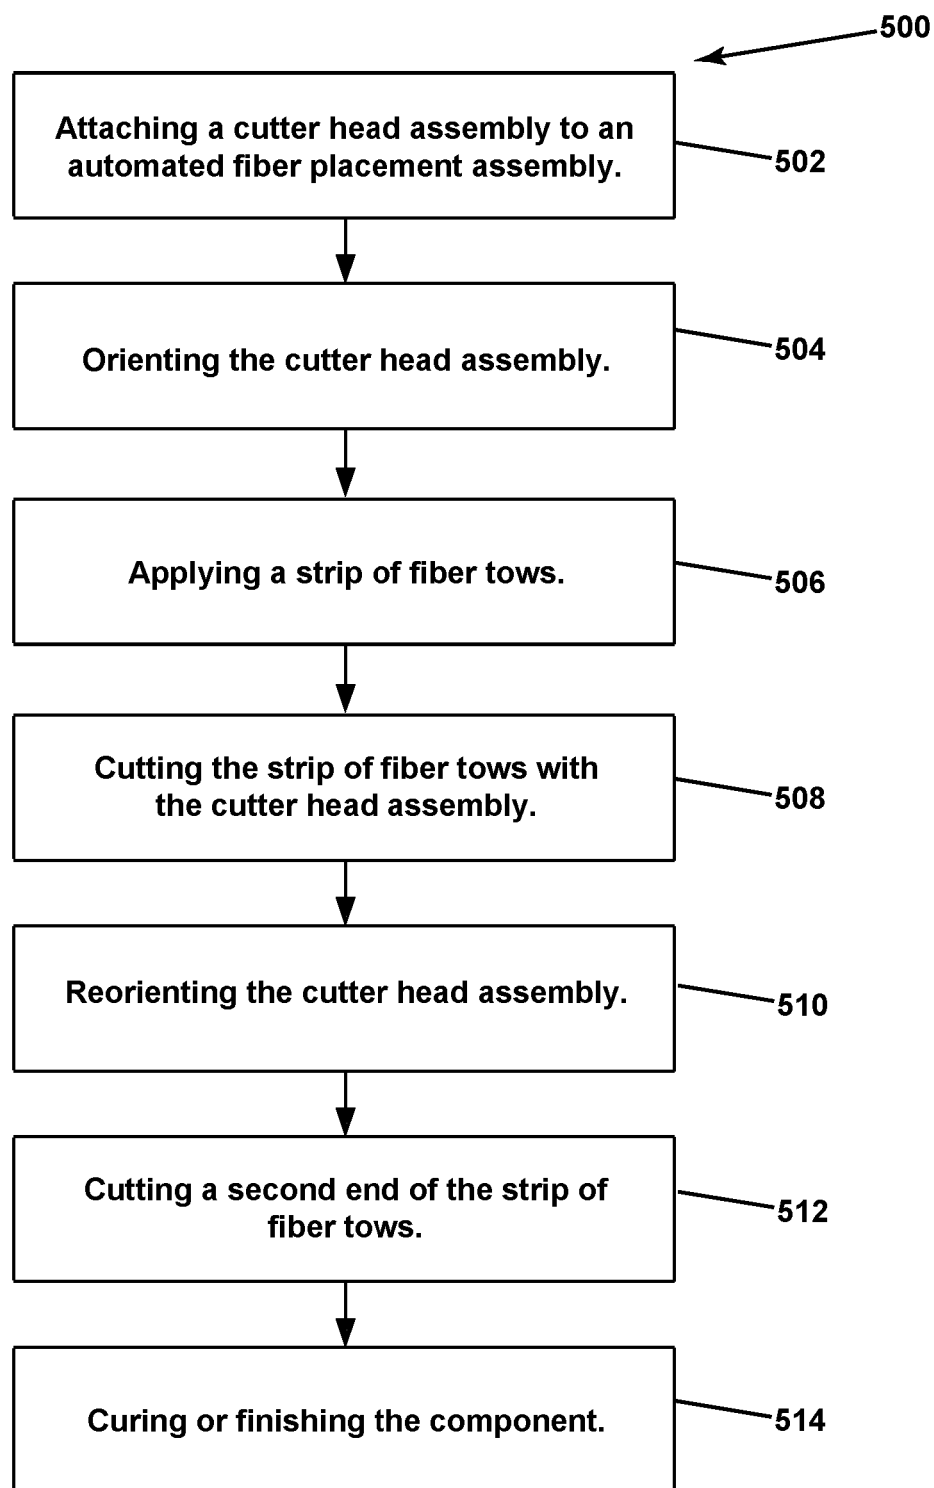 500
Attaching a cutter head assembly to an
automated fiber placement assembly.
502
Orienting the cutter head assembly.
504
Applying a strip of fiber tows.
506
Cutting the strip of fiber tows with
the cutter head assembly.
508
Reorienting the cutter head assembly.
510
Cutting a second end of the strip of
fiber tows.
512
Curing or finishing the component.
514